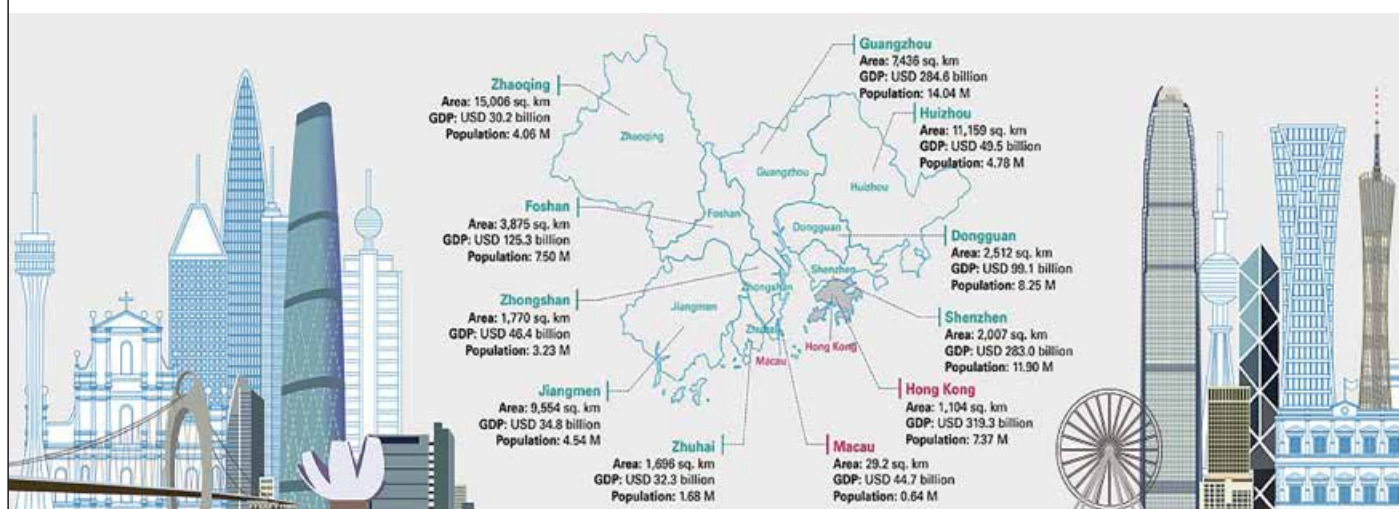 Zhaoqing
Area: 15,006 sq. km
GDP: USD 30.2 billion
Population: 4.06 M
Foshan
Area: 3,875 sq. km
GDP: USD 125.3 billion
Population: 7.50 M
Zhongshan
Area: 1,770 sq. km
GDP: USD 46.4 billion
Population: 3.23 M
Jiangmen
Area: 9,554 sq. km
GDP: USD 34.8 billion
Population: 4.54 M
Zhuhai
Area: 1,696 sq. km
GDP: USD 32.3 billion
Population: 1.68 M
Zhaoqing
Guangzhou
Huizhou
Foshan
Dongguan
Shenzhen
Zhongshan
Jiangmen
Zhuhai
Hong Kong
Macau
Guangzhou
Area: 7,436 sq. km
GDP: USD 284.6 billion
Population: 14.04 M
Huizhou
Area: 11,159 sq. km
GDP: USD 49.5 billion
Population: 4.78 M
Dongguan
Area: 2,512 sq. km
GDP: USD 99.1 billion
Population: 8.25 M
Shenzhen
Area: 2,007 sq. km
GDP: USD 283.0 billion
Population: 11.90 M
Hong Kong
Area: 1,104 sq. km
GDP: USD 319.3 billion
Population: 7.37 M
Macau
Area: 29.2 sq. km
GDP: USD 44.7 billion
Population: 0.64 M